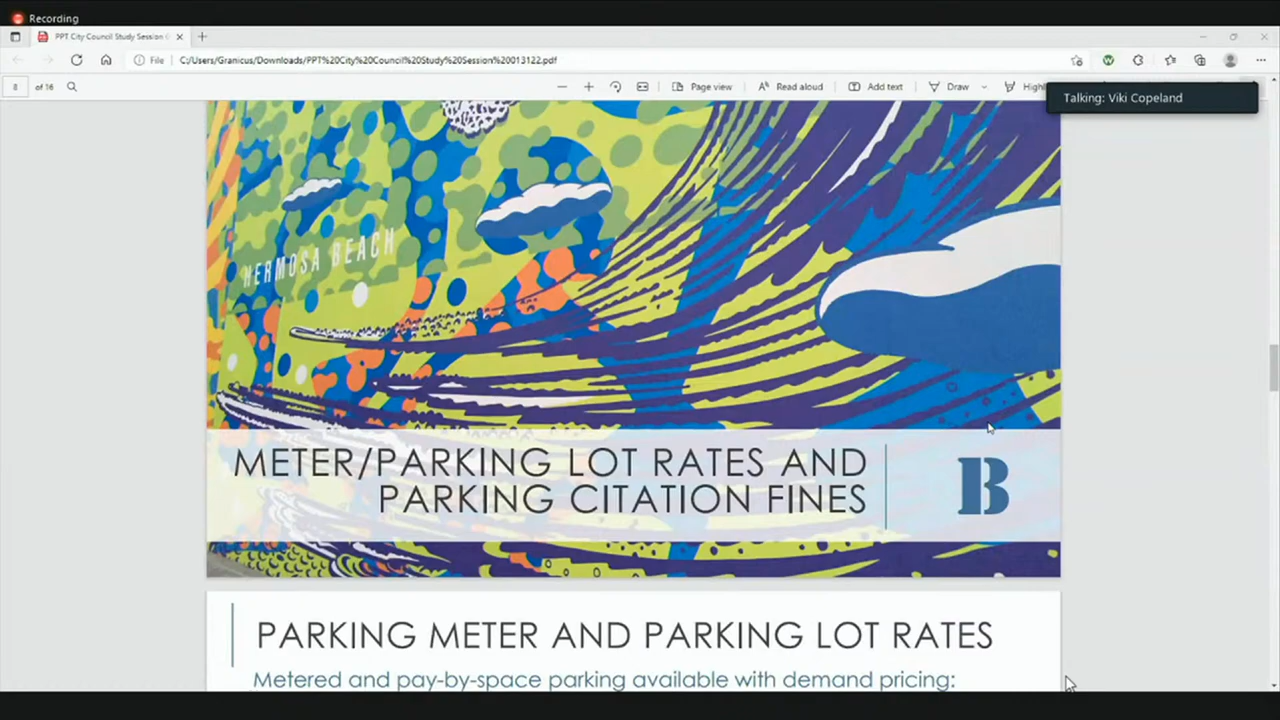 Recording
PPT City Council Study Session
File
C:/Users/Granicus/Downloads/PPT%20City%20Council%20Study%20Session%20013122.pdf
8 of 16
Page view
Read aloud
Add text
Draw
Talking: Viki Copeland
HERMOSA BEACH
METER/PARKING LOT RATES AND
PARKING CITATION FINES
B
PARKING METER AND PARKING LOT RATES
Metered and pay-by-space parking available with demand pricing: